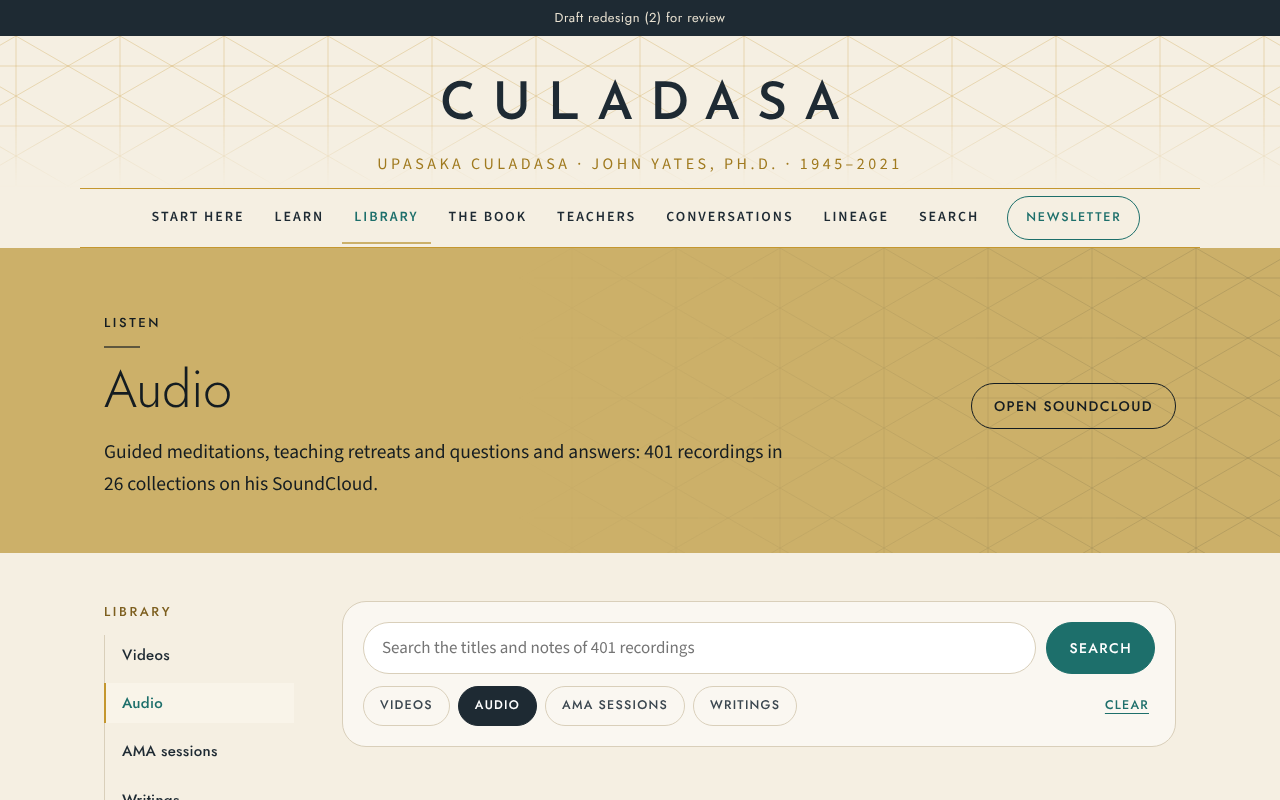 Draft redesign (2) for review
CULADASA
UPASAKA CULADASA · JOHN YATES, PH.D. · 1945–2021
START HERE LEARN LIBRARY THE BOOK TEACHERS CONVERSATIONS LINEAGE SEARCH NEWSLETTER
LISTEN
Audio
Guided meditations, teaching retreats and questions and answers: 401 recordings in
26 collections on his SoundCloud.
OPEN SOUNDCLOUD
LIBRARY
Videos
Audio
AMA sessions
Writings
Search the titles and notes of 401 recordings
SEARCH
VIDEOS AUDIO AMA SESSIONS WRITINGS CLEAR